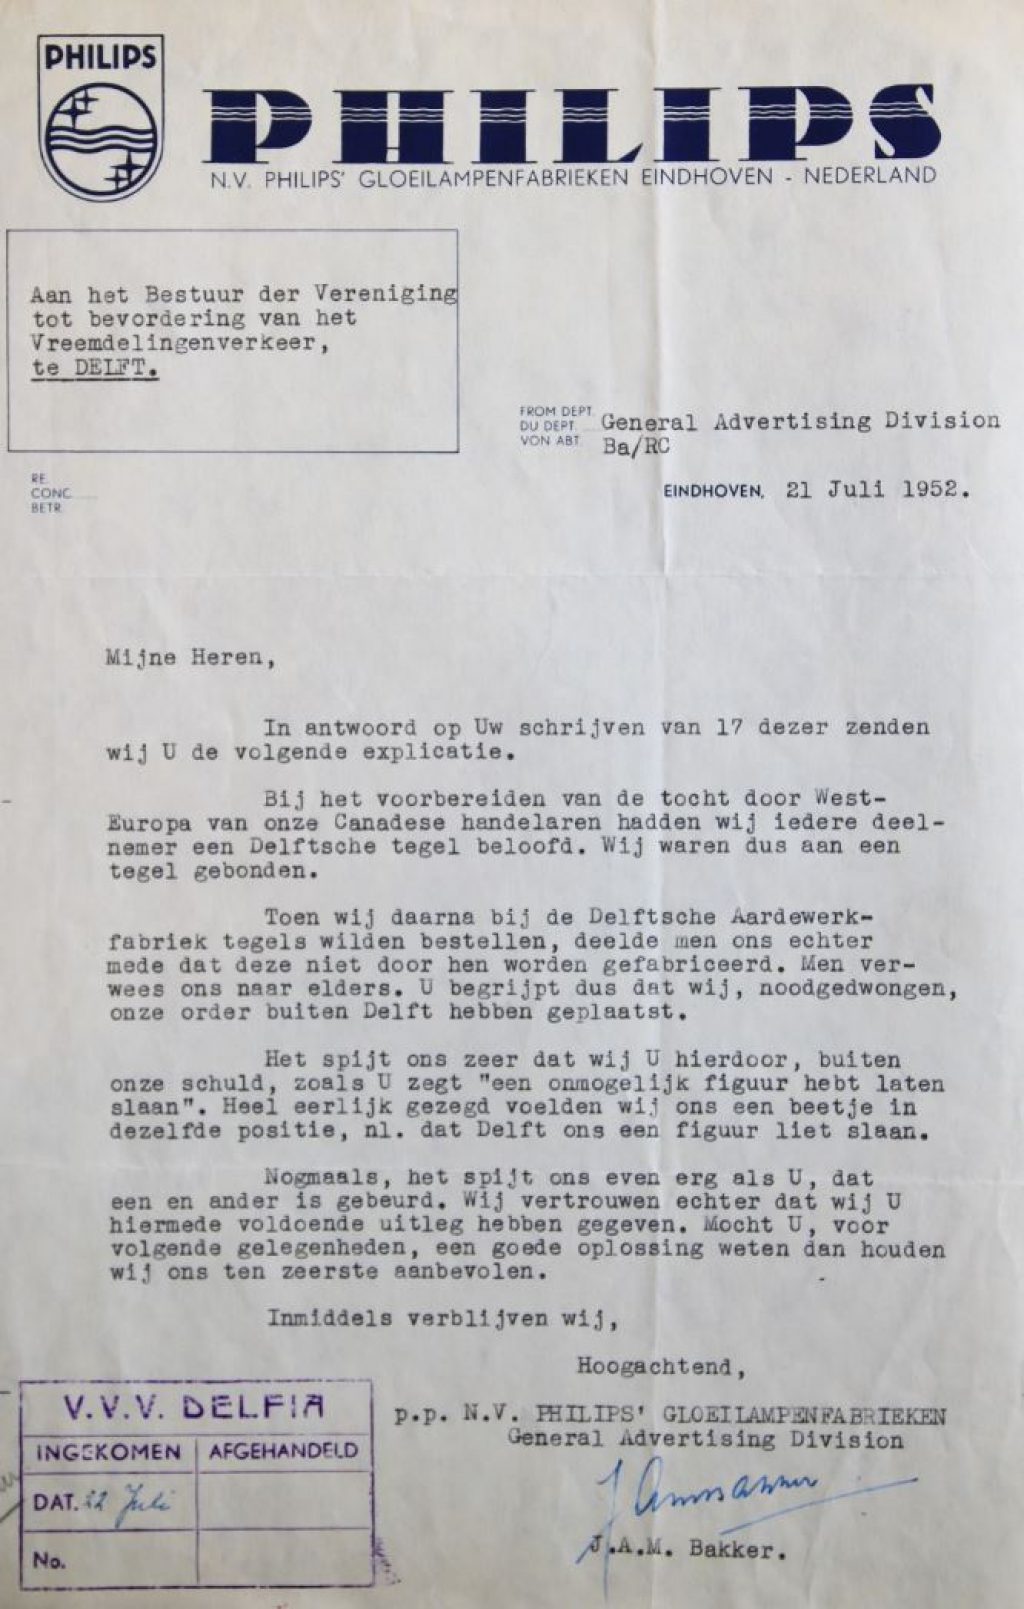 PHILIPS
PHILIPS
N.V. PHILIPS' GLOEILAMPENFABRIEKEN EINDHOVEN - NEDERLAND
Aan het Bestuur der Vereniging
tot bevordering van het
Vreemdelingenverkeer,
te DELFT.
FROM DEPT.
DU DEPT.
VON ABT.
General Advertising Division
Ba/RC
RE.
CONC.
BETR.
EINDHOVEN, 21 Juli 1952.
Mijne Heren,
In antwoord op Uw schrijven van 17 dezer zenden
wij U de volgende explicatie.
Bij het voorbereiden van de tocht door West-
Europa van onze Canadese handelaren hadden wij iedere deel-
nemer een Delftsche tegel beloofd. Wij waren dus aan een
tegel gebonden.
Toen wij daarna bij de Delftsche Aardewerk-
fabriek tegels wilden bestellen, deelde men ons echter
mede dat deze niet door hen worden gefabriceerd. Men ver-
wees ons naar elders. U begrijpt dus dat wij, noodgedwongen,
onze order buiten Delft hebben geplaatst.
Het spijt ons zeer dat wij U hierdoor, buiten
onze schuld, zoals U zegt "een onmogelijk figuur hebt laten
slaan". Heel eerlijk gezegd voelden wij ons een beetje in
dezelfde positie, nl. dat Delft ons een figuur liet slaan.
Nogmaals, het spijt ons even erg als U, dat
een en ander is gebeurd. Wij vertrouwen echter dat wij U
hiermede voldoende uitleg hebben gegeven. Mocht U, voor
volgende gelegenheden, een goede oplossing weten dan houden
wij ons ten zeerste aanbevolen.
Inmiddels verblijven wij,
Hoogachtend,
p.p. N.V. PHILIPS' GLOEILAMPENFABRIEKEN
General Advertising Division
J.A.M. Bakker.
V.V.V. DELFIA
INGEKOMEN AFGEHANDELD
DAT. 22 Juli
No.